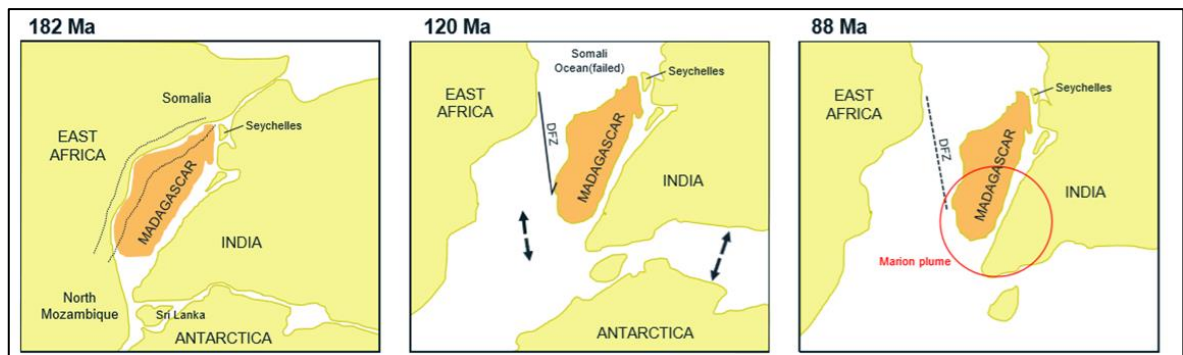 182 Ma
Somalia
EAST
AFRICA
Seychelles
MADAGASCAR
INDIA
North
Mozambique
Sri Lanka
ANTARCTICA
120 Ma
Somali
Ocean(failed)
Seychelles
EAST
AFRICA
DFZ
MADAGASCAR
INDIA
ANTARCTICA
88 Ma
Seychelles
EAST
AFRICA
DFZ
MADAGASCAR
INDIA
Marion plume